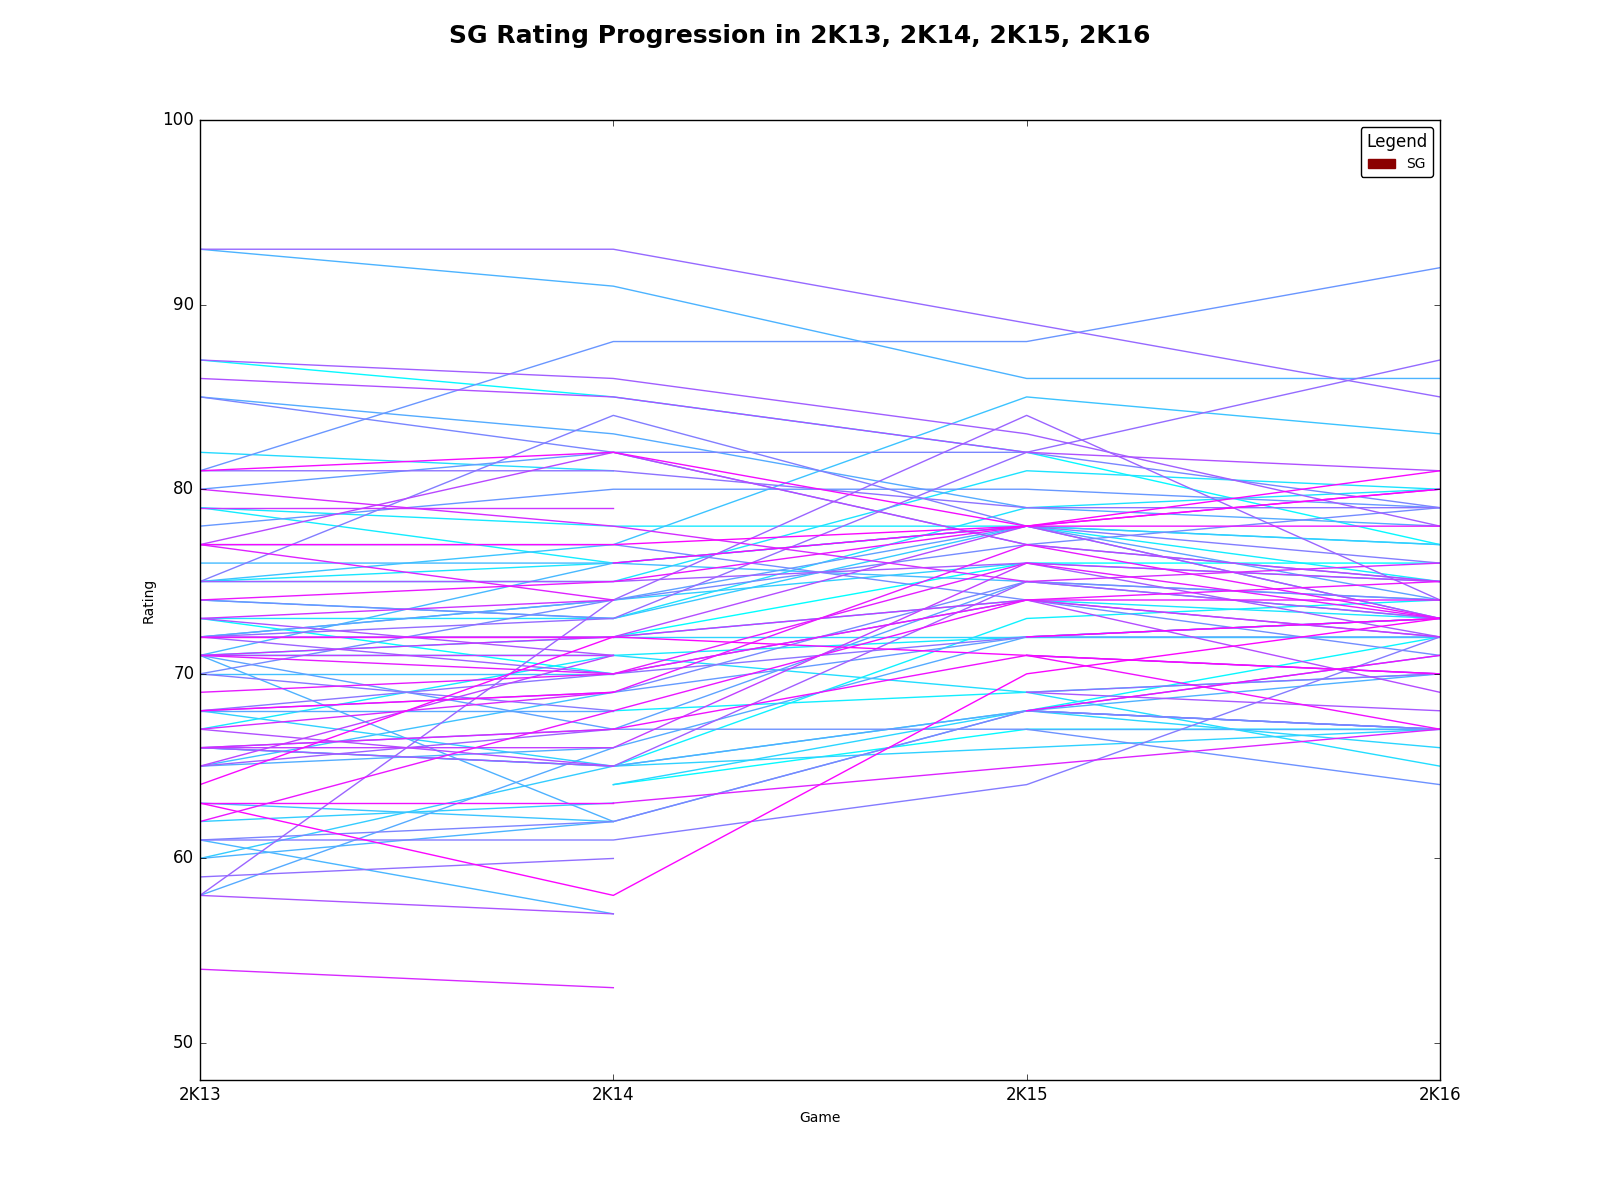 SG Rating Progression in 2K13, 2K14, 2K15, 2K16
100
90
80
70
60
50
Rating
Legend
SG
2K13 2K14 2K15 2K16
Game